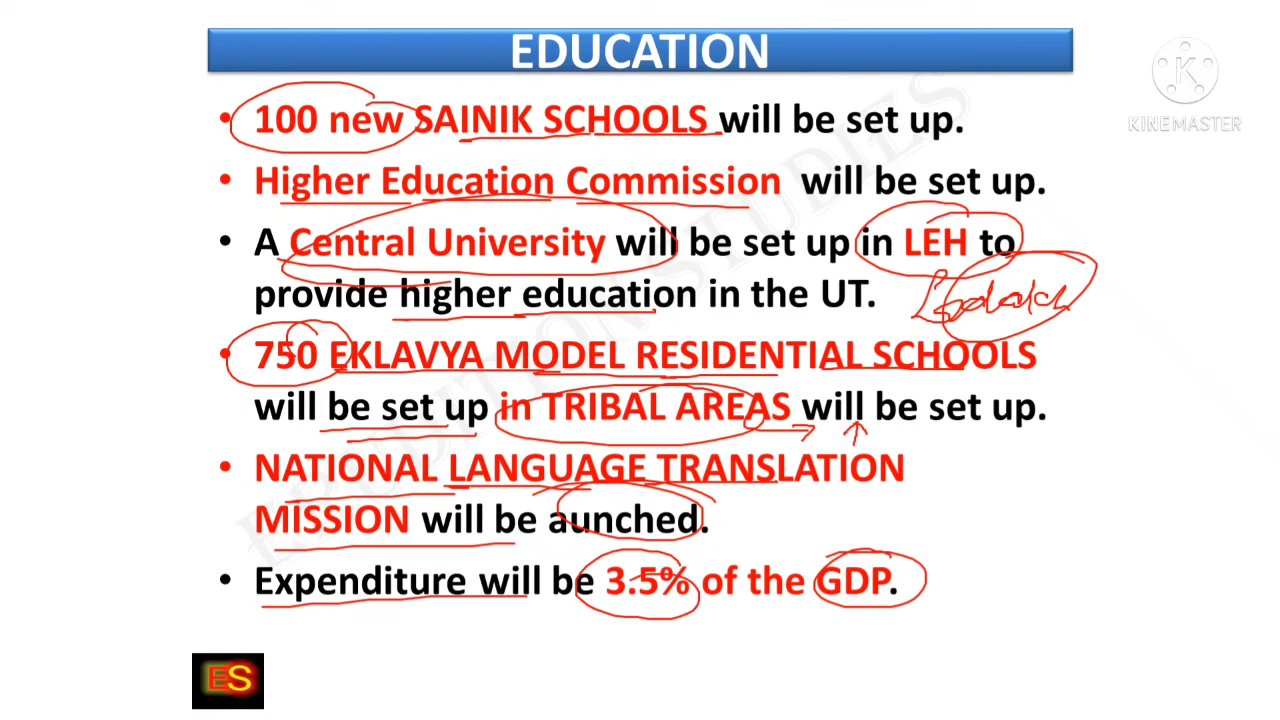 EDUCATION
KINEMASTER
• 100 new SAINIK SCHOOLS will be set up.
• Higher Education Commission will be set up.
• A Central University will be set up in LEH to
provide higher education in the UT.
Ladakh
• 750 EKLAVYA MODEL RESIDENTIAL SCHOOLS
will be set up in TRIBAL AREAS will be set up.
• NATIONAL LANGUAGE TRANSLATION
MISSION will be aunched.
• Expenditure will be 3.5% of the GDP.
ERUDITION STUDIES
ES